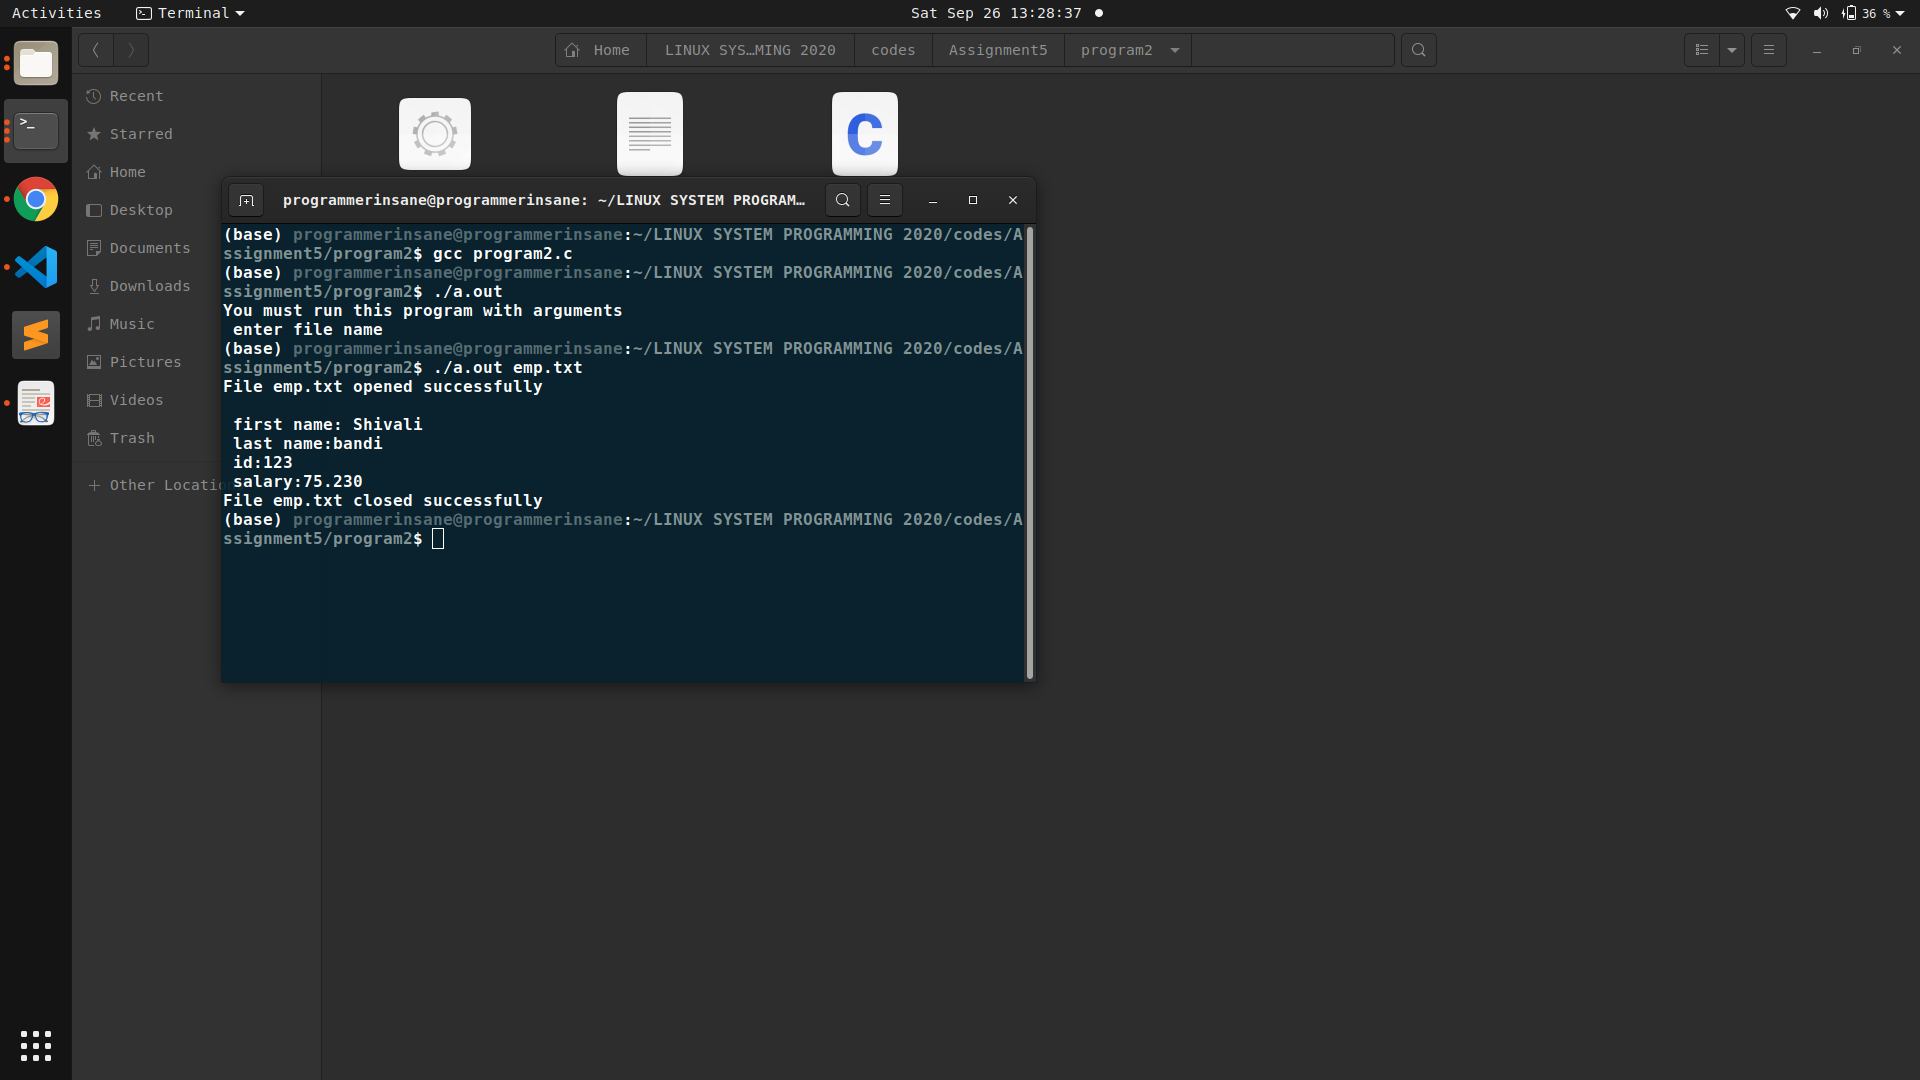 Activities
Terminal
Sat Sep 26 13:28:37
36 %
Home
LINUX SYS…MING 2020
codes
Assignment5
program2
Recent
Starred
Home
Desktop
Documents
Downloads
Music
Pictures
Videos
Trash
Other Locatio
C
>_
programmerinsane@programmerinsane: ~/LINUX SYSTEM PROGRAM…
(base) programmerinsane@programmerinsane:~/LINUX SYSTEM PROGRAMMING 2020/codes/A
ssignment5/program2$ gcc program2.c
(base) programmerinsane@programmerinsane:~/LINUX SYSTEM PROGRAMMING 2020/codes/A
ssignment5/program2$ ./a.out
You must run this program with arguments
 enter file name
(base) programmerinsane@programmerinsane:~/LINUX SYSTEM PROGRAMMING 2020/codes/A
ssignment5/program2$ ./a.out emp.txt
File emp.txt opened successfully
 first name: Shivali
 last name:bandi
 id:123
 salary:75.230
File emp.txt closed successfully
(base) programmerinsane@programmerinsane:~/LINUX SYSTEM PROGRAMMING 2020/codes/A
ssignment5/program2$